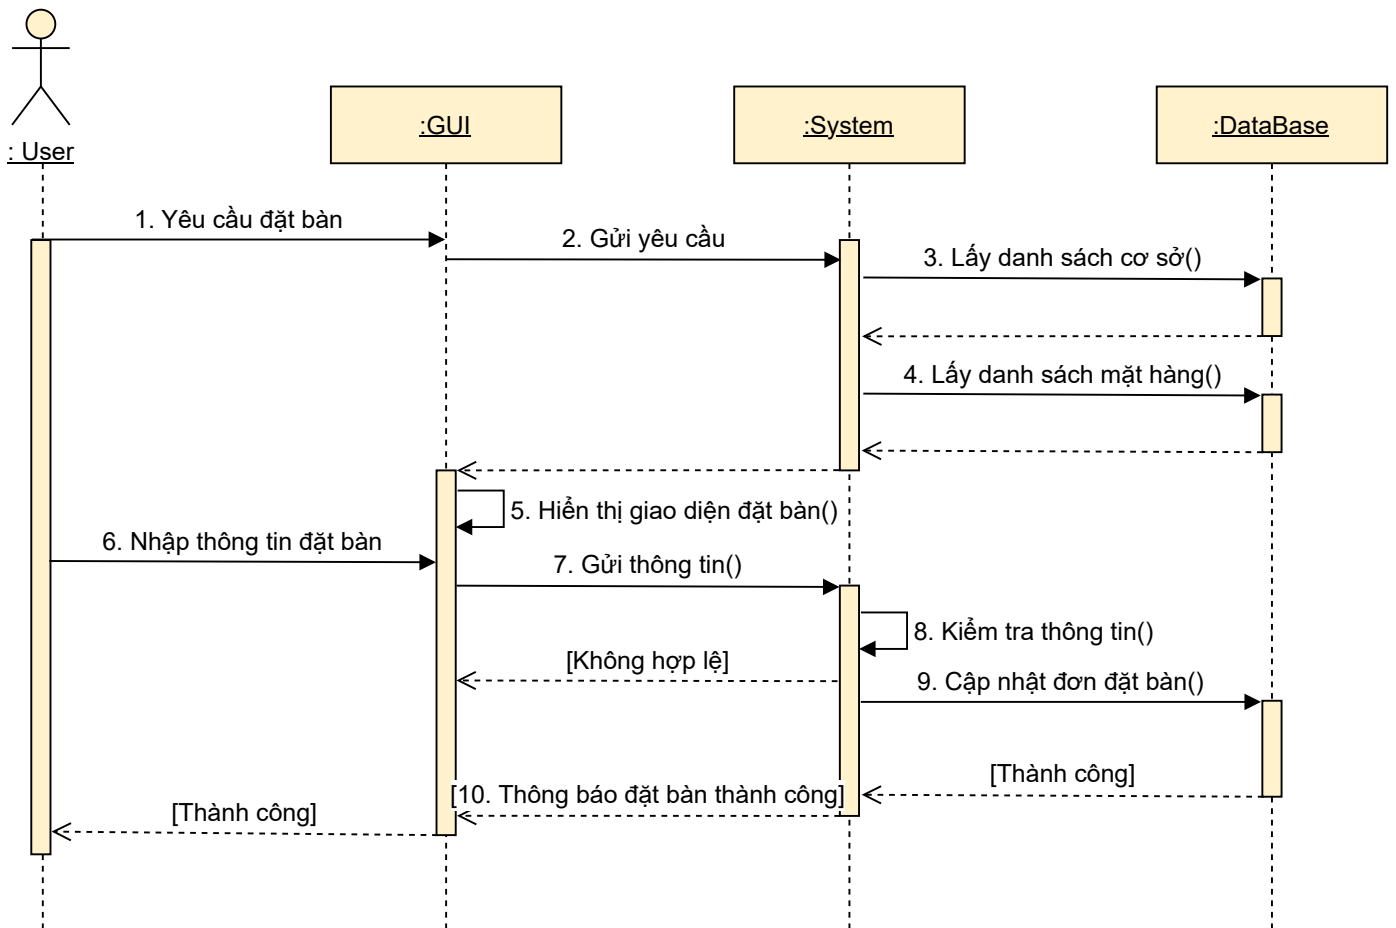 : User
:GUI
:System
:DataBase
1. Yêu cầu đặt bàn
2. Gửi yêu cầu
3. Lấy danh sách cơ sở()
4. Lấy danh sách mặt hàng()
5. Hiển thị giao diện đặt bàn()
6. Nhập thông tin đặt bàn
7. Gửi thông tin()
8. Kiểm tra thông tin()
[Không hợp lệ]
9. Cập nhật đơn đặt bàn()
[Thành công]
[10. Thông báo đặt bàn thành công]
[Thành công]